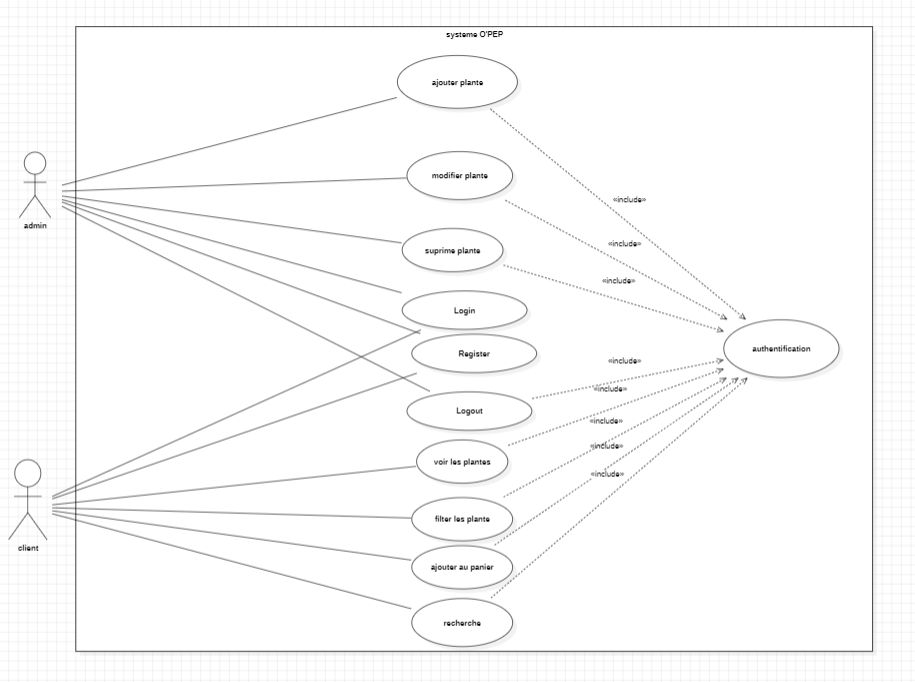 systeme O'PEP
ajouter plante
modifier plante
«include»
admin
«include»
suprime plante
«include»
Login
authentification
Register
«include»
«include»
Logout
«include»
«include»
voir les plantes
«include»
filter les plante
client
ajouter au panier
recherche